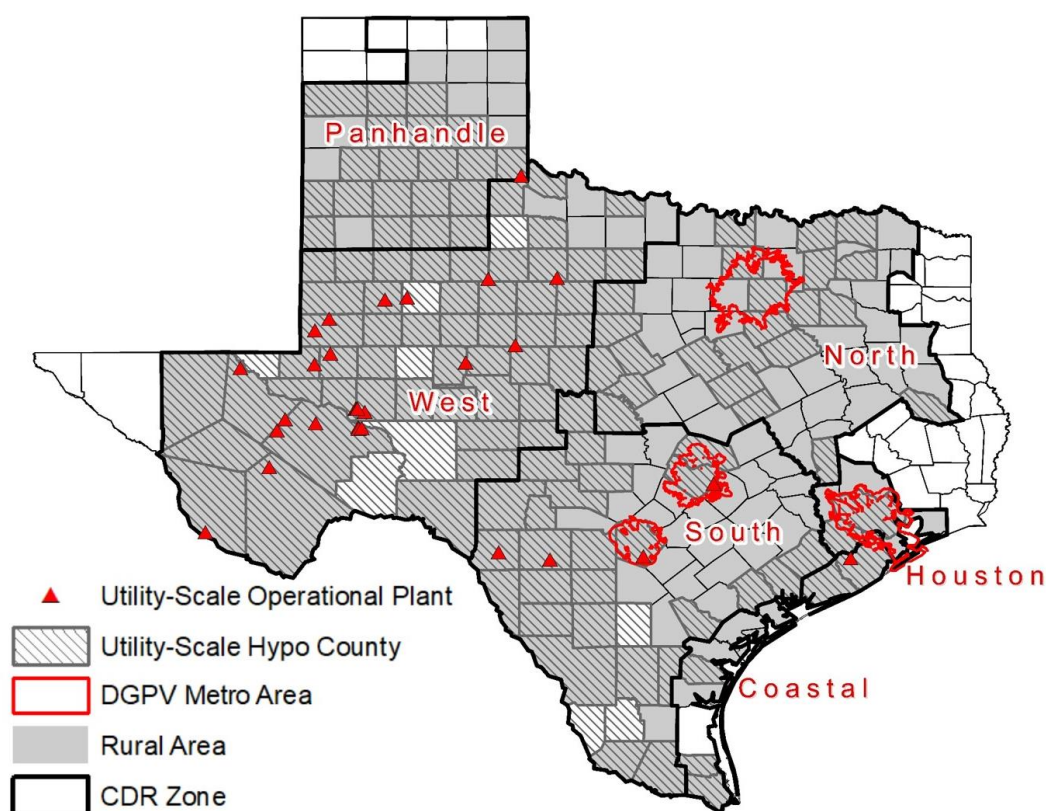 Panhandle
North
West
South
Houston
Coastal
Utility-Scale Operational Plant
Utility-Scale Hypo County
DGPV Metro Area
Rural Area
CDR Zone